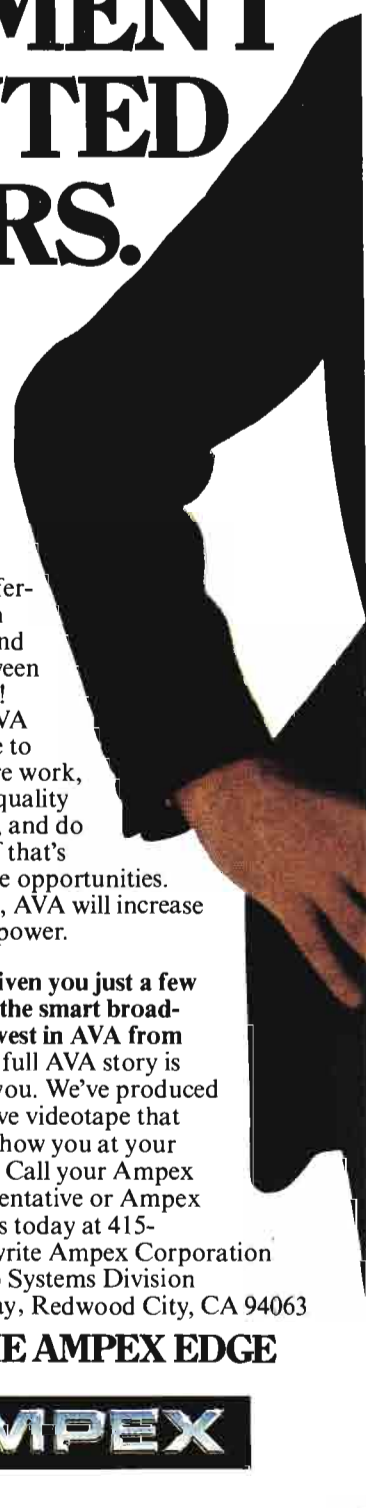 MENT
TED
RS.
fer-
nd
ween
!
VA
e to
re work,
quality
, and do
f that's
e opportunities.
, AVA will increase
power.
iven you just a few
the smart broad-
vest in AVA from
full AVA story is
you. We've produced
ve videotape that
how you at your
Call your Ampex
entative or Ampex
s today at 415-
write Ampex Corporation
Systems Division
ay, Redwood City, CA 94063
E AMPEX EDGE
MPEX